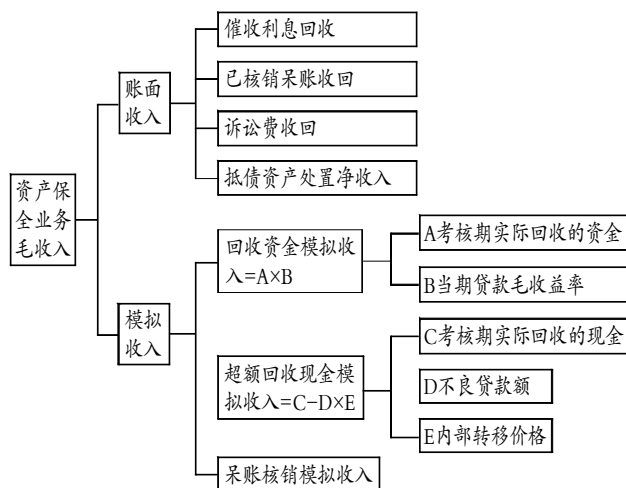 资产保
全业务
毛收入
账面
收入
催收利息回收
已核销呆账收回
诉讼费收回
抵债资产处置净收入
模拟
收入
回收资金模拟收
入=A×B
A考核期实际回收的资金
B当期贷款毛收益率
超额回收现金模
拟收入=C-D×E
C考核期实际回收的现金
D不良贷款额
E内部转移价格
呆账核销模拟收入